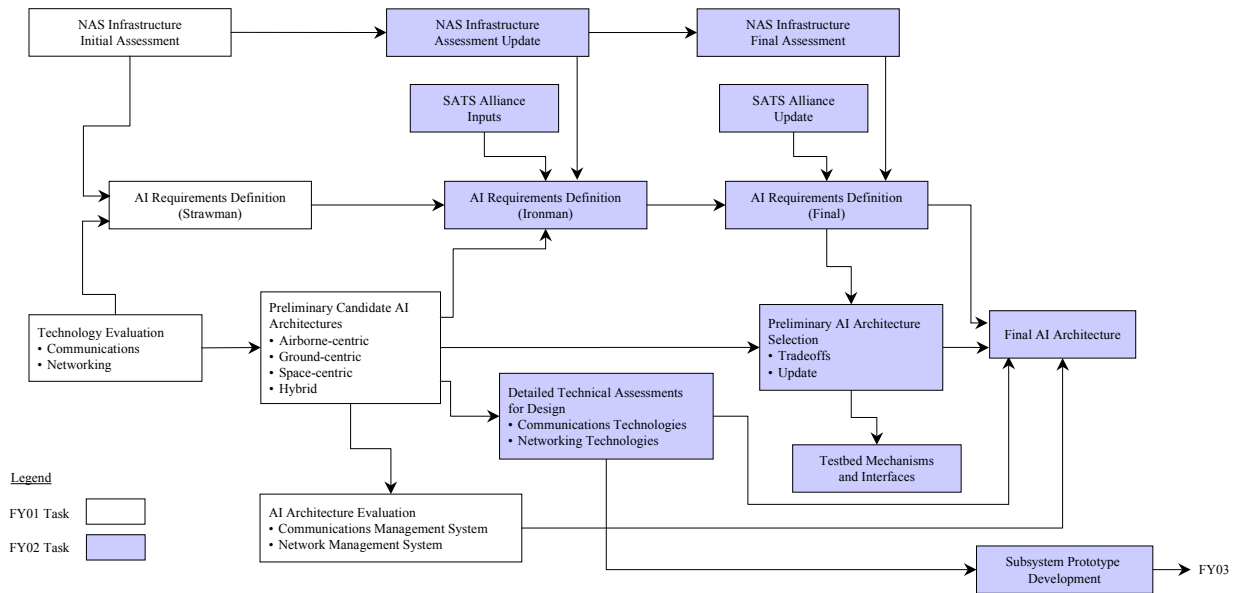 NAS Infrastructure
Initial Assessment
NAS Infrastructure
Assessment Update
NAS Infrastructure
Final Assessment
SATS Alliance
Inputs
SATS Alliance
Update
AI Requirements Definition
(Strawman)
AI Requirements Definition
(Ironman)
AI Requirements Definition
(Final)
Technology Evaluation
• Communications
• Networking
Preliminary Candidate AI
Architectures
• Airborne-centric
• Ground-centric
• Space-centric
• Hybrid
Preliminary AI Architecture
Selection
• Tradeoffs
• Update
Final AI Architecture
Detailed Technical Assessments
for Design
• Communications Technologies
• Networking Technologies
Testbed Mechanisms
and Interfaces
AI Architecture Evaluation
• Communications Management System
• Network Management System
Subsystem Prototype
Development
FY03
Legend
FY01 Task
FY02 Task